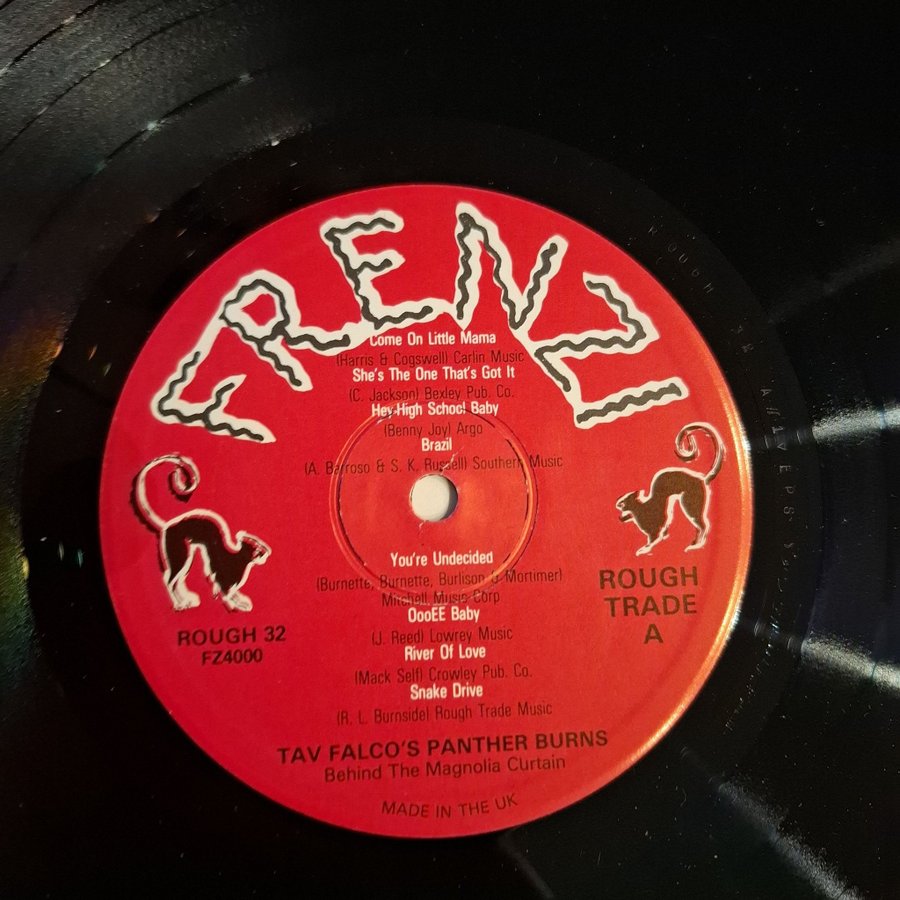 FRENZI
Come On Little Mama
(Harris & Cogswell) Carlin Music
She's The One That's Got It
(C. Jackson) Bexley Pub. Co.
Hey High School Baby
(Benny Joy) Argo
Brazil
(A. Barroso & S. K. Russell) Southern Music
You're Undecided
(Burnette, Burnette, Burlison & Mortimer)
Mitchell Music Corp
OooEE Baby
(J. Reed) Lowrey Music
River Of Love
(Mack Self) Crowley Pub. Co.
Snake Drive
(R. L. Burnside) Rough Trade Music
ROUGH 32
FZ4000
ROUGH
TRADE
A
TAV FALCO'S PANTHER BURNS
Behind The Magnolia Curtain
MADE IN THE UK
ROUGH